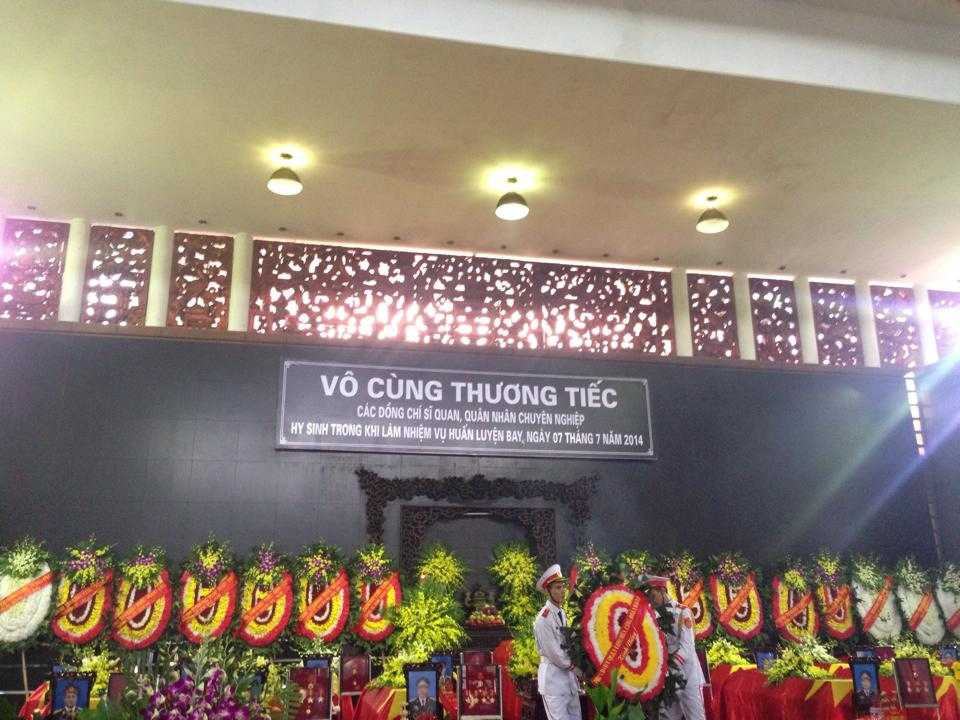 VÔ CÙNG THƯƠNG TIẾC
CÁC ĐỒNG CHÍ SĨ QUAN, QUÂN NHÂN CHUYÊN NGHIỆP
HY SINH TRONG KHI LÀM NHIỆM VỤ HUẤN LUYỆN BAY, NGÀY 07 THÁNG 7 NĂM 2014